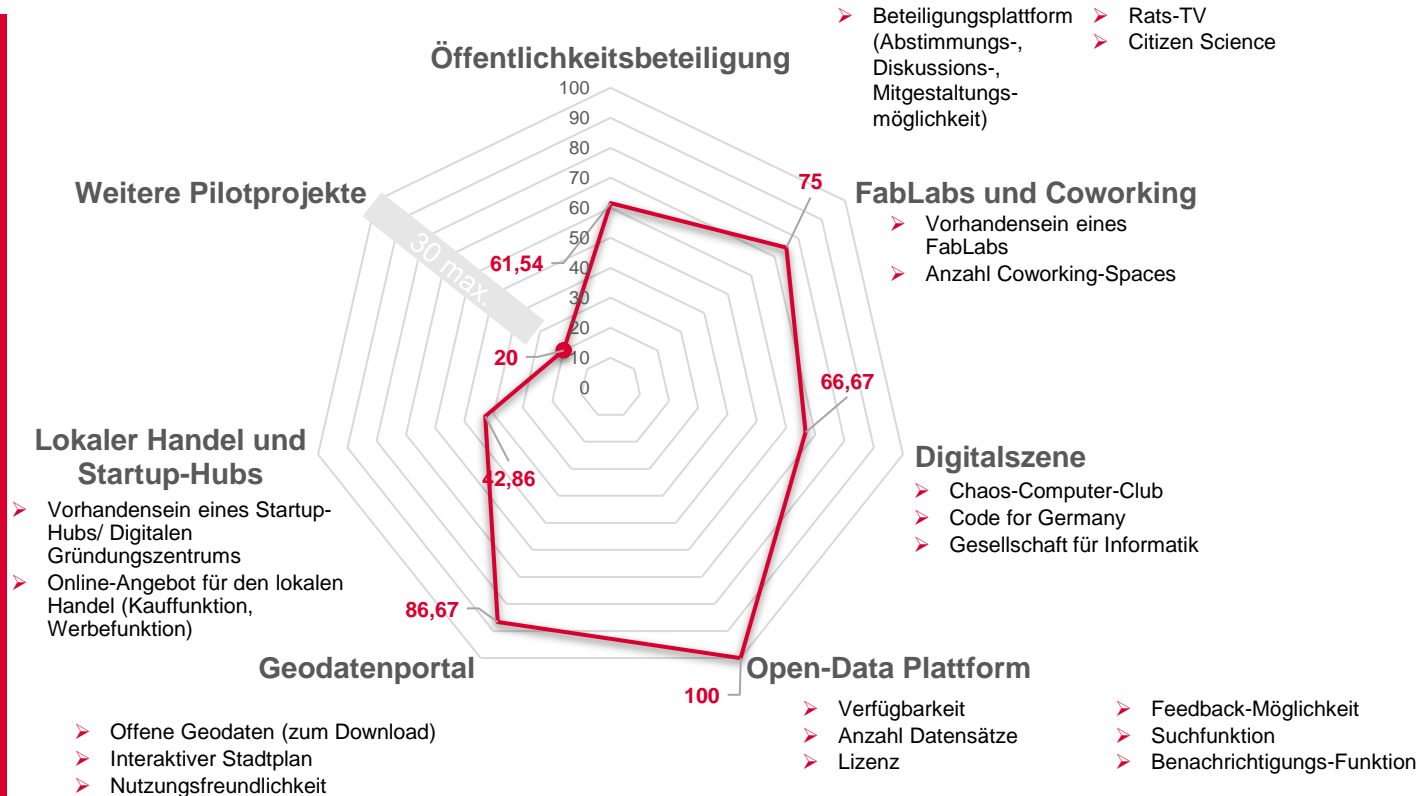 Beteiligungsplattform
(Abstimmungs-,
Diskussions-,
Mitgestaltungs-
möglichkeit)
Rats-TV
Citizen Science
Öffentlichkeitsbeteiligung
100
90
80
70
60
50
40
30
20
10
0
Weitere Pilotprojekte
30 max.
61,54
20
75
FabLabs und Coworking
Vorhandensein eines
FabLabs
Anzahl Coworking-Spaces
66,67
Digitalszene
Chaos-Computer-Club
Code for Germany
Gesellschaft für Informatik
Lokaler Handel und
Startup-Hubs
Vorhandensein eines Startup-
Hubs/ Digitalen
Gründungszentrums
Online-Angebot für den lokalen
Handel (Kauffunktion,
Werbefunktion)
42,86
86,67
Geodatenportal
Offene Geodaten (zum Download)
Interaktiver Stadtplan
Nutzungsfreundlichkeit
100
Open-Data Plattform
Verfügbarkeit
Anzahl Datensätze
Lizenz
Feedback-Möglichkeit
Suchfunktion
Benachrichtigungs-Funktion